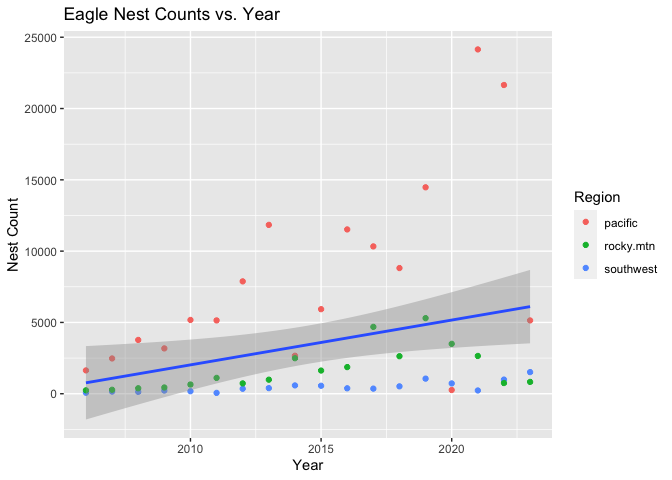 Eagle Nest Counts vs. Year
Nest Count
25000
20000
15000
10000
5000
0
2010 2015 2020
Year
Region
pacific
rocky.mtn
southwest